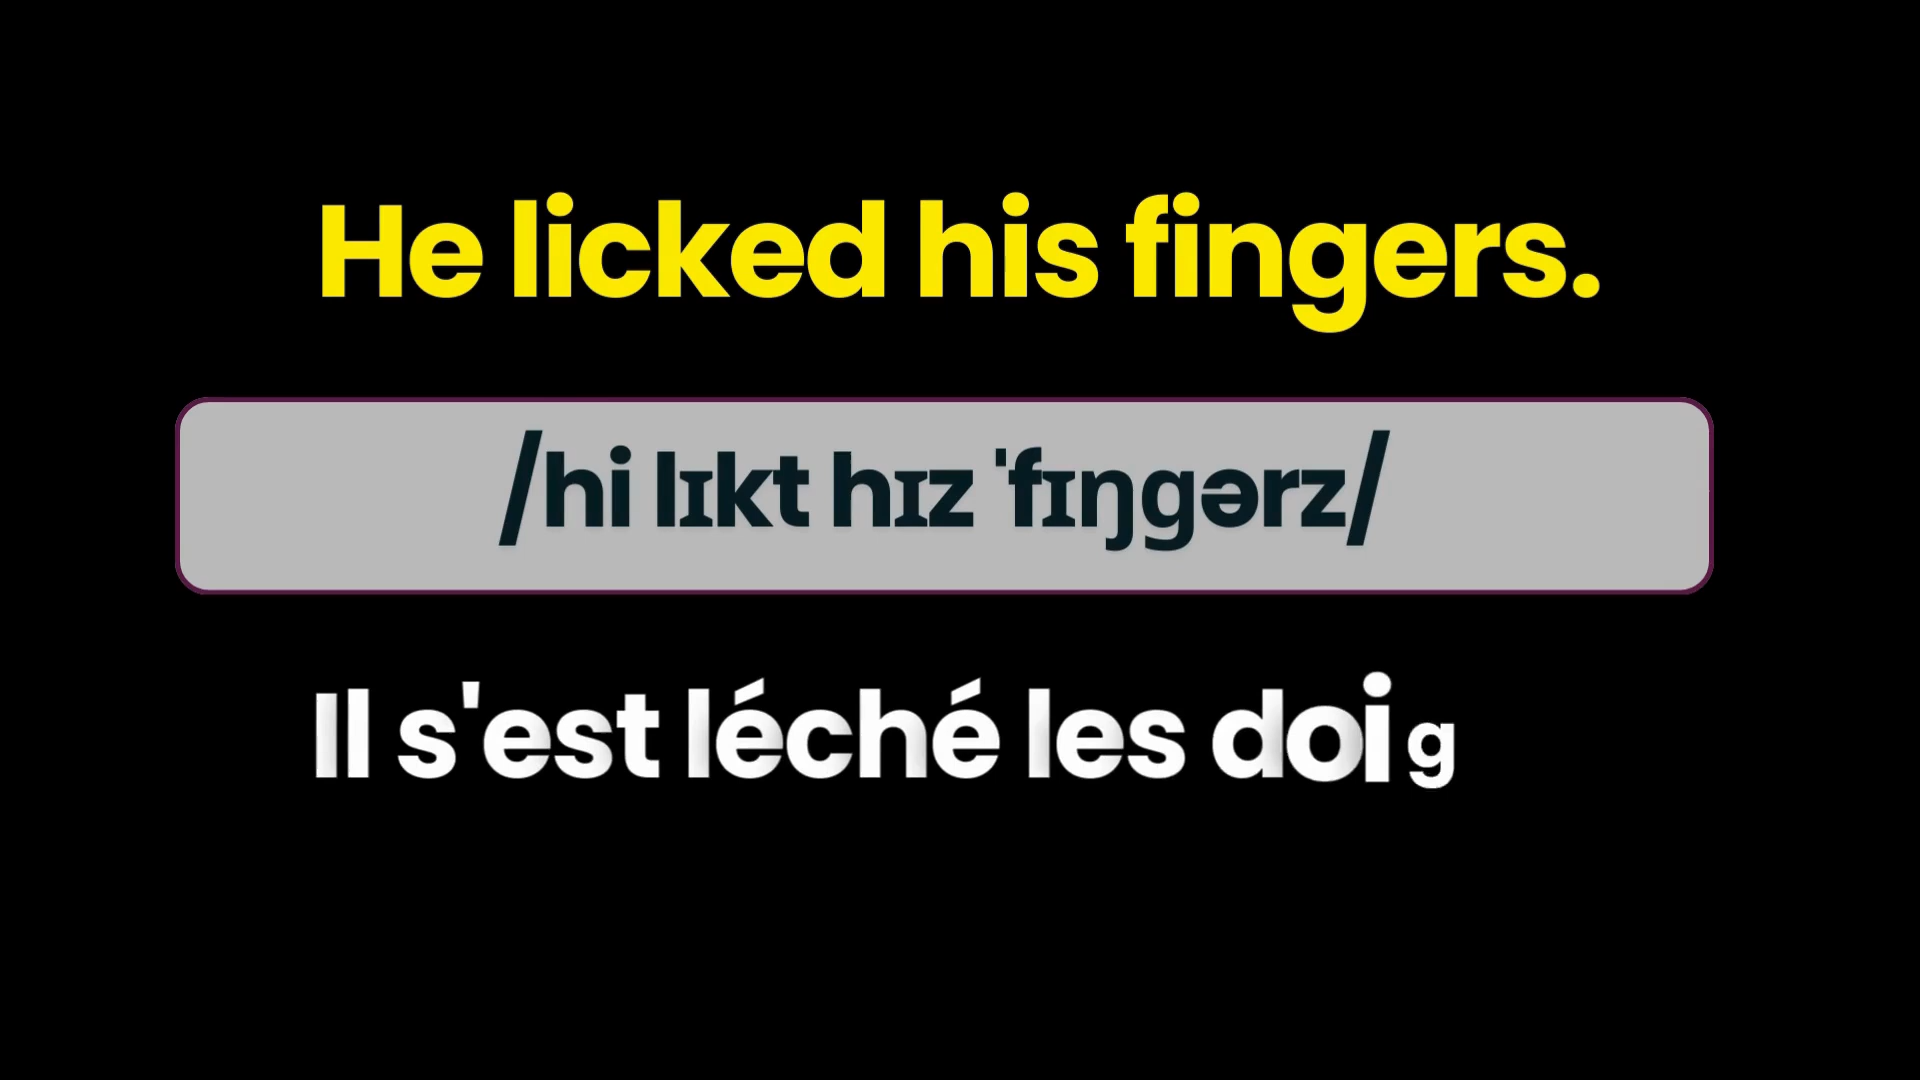 He licked his fingers.
/hi lɪkt hɪz ˈfɪŋgərz/
Il s'est léché les doig